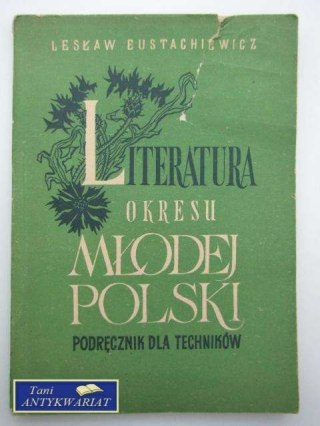 LESŁAW EUSTACHIEWICZ
LITERATURA
OKRESU
MŁODEJ
POLSKI
PODRĘCZNIK DLA TECHNIKÓW
Tani
ANTYKWARIAT